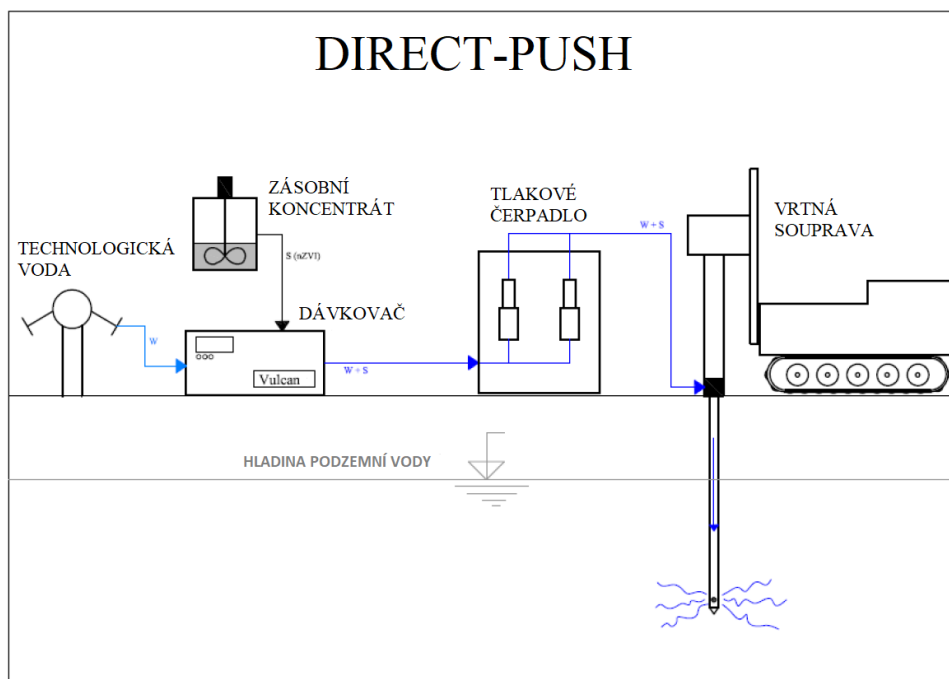 DIRECT-PUSH
ZÁSOBNÍ
KONCENTRÁT
TLAKOVÉ
ČERPADLO
VRTNÁ
SOUPRAVA
TECHNOLOGICKÁ
VODA
S (nZVI)
W + S
DÁVKOVAČ
W
W + S
Vulcan
HLADINA PODZEMNÍ VODY